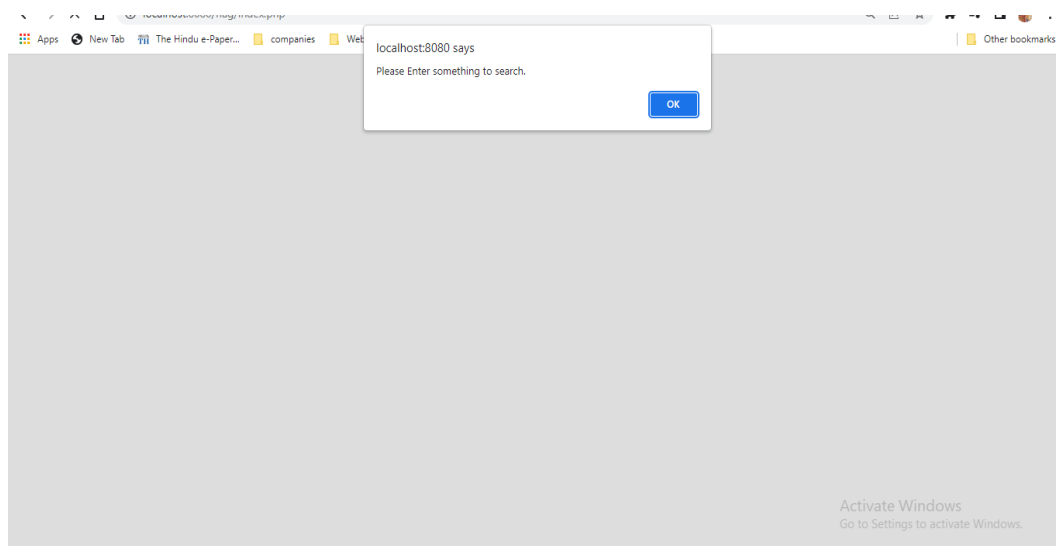 Apps New Tab The Hindu e-Paper... companies Other bookmarks
localhost:8080 says
Please Enter something to search.
OK
Activate Windows
Go to Settings to activate Windows.